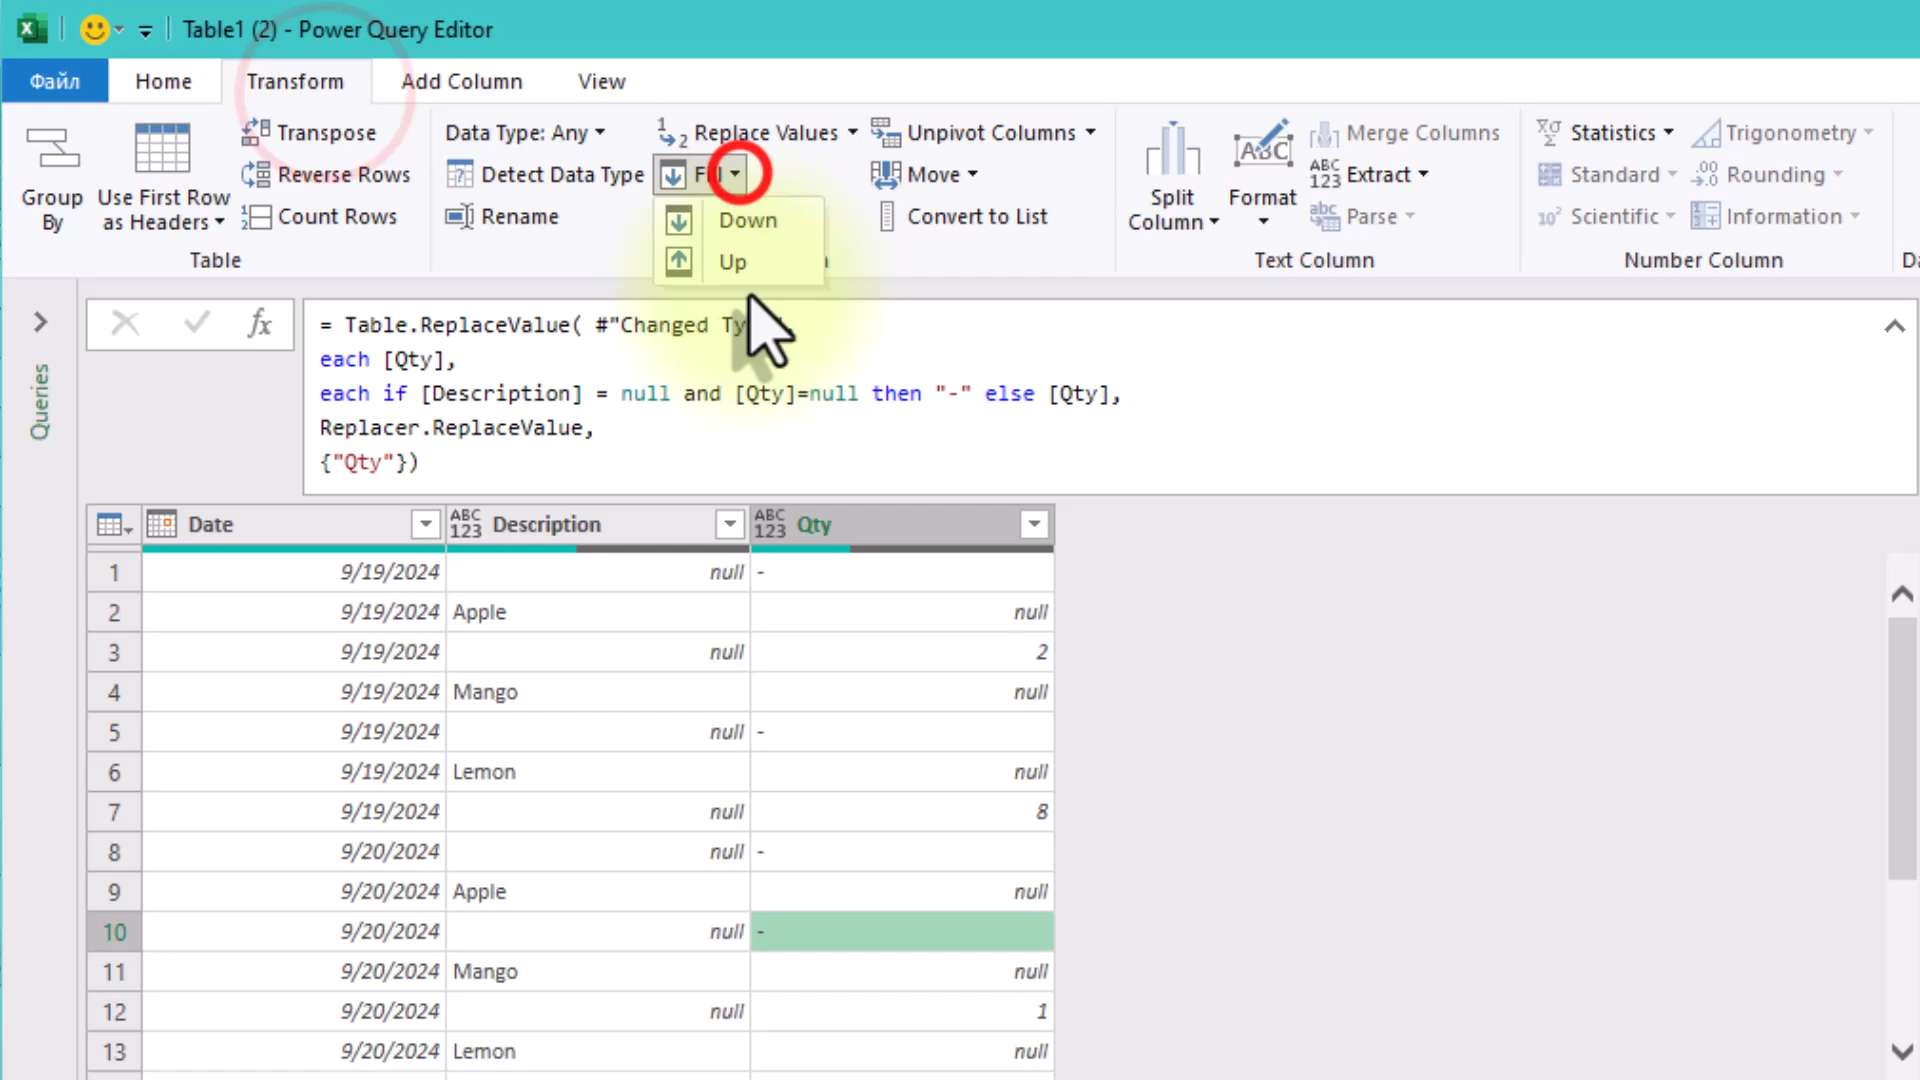 Table1 (2) - Power Query Editor
Файл Home Transform Add Column View
Group By
Use First Row as Headers
Transpose
Reverse Rows
Count Rows
Table
Data Type: Any
Detect Data Type
Rename
Replace Values
Down
Up
Unpivot Columns
Move
Convert to List
Split Column
Format
Merge Columns
Extract
Parse
Text Column
Statistics
Standard
Scientific
Trigonometry
Rounding
Information
Number Column
Queries
= Table.ReplaceValue( #"Changed
each [Qty],
each if [Description] = null and [Qty]=null then "-" else [Qty],
Replacer.ReplaceValue,
{"Qty"})
Date ABC 123 Description ABC 123 Qty
1 9/19/2024 null -
2 9/19/2024 Apple null
3 9/19/2024 null 2
4 9/19/2024 Mango null
5 9/19/2024 null -
6 9/19/2024 Lemon null
7 9/19/2024 null 8
8 9/20/2024 null -
9 9/20/2024 Apple null
10 9/20/2024 null -
11 9/20/2024 Mango null
12 9/20/2024 null 1
13 9/20/2024 Lemon null